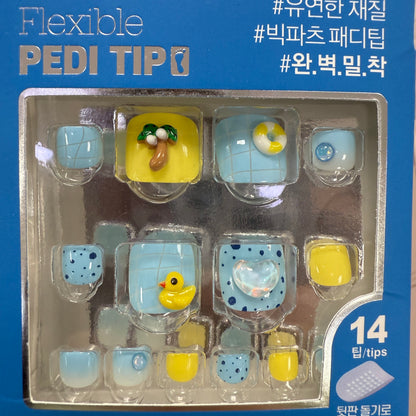 Flexible
PEDI TIP
#유연한 재질
#빅파츠 패디팁
#완.벽.밀.착
14
팁/tips
뒷판 돌기로